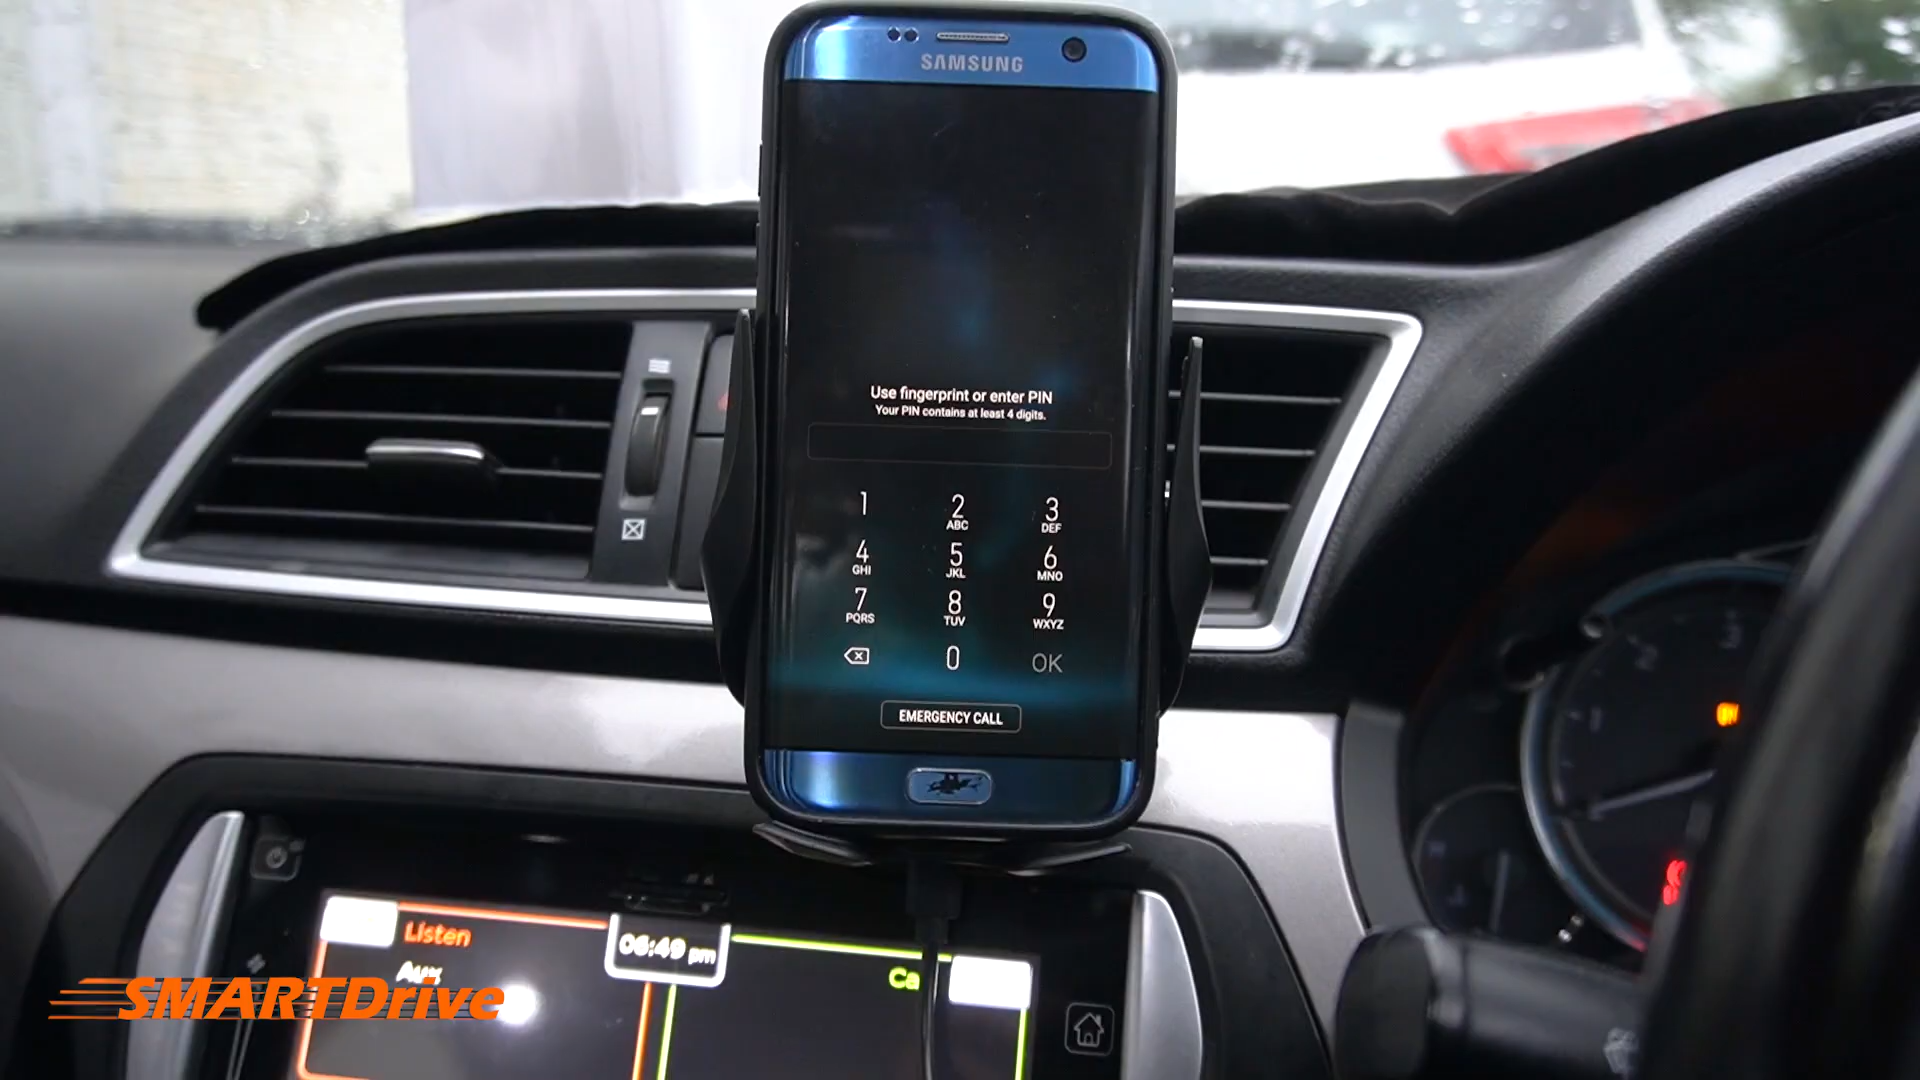 SAMSUNG
Use fingerprint or enter PIN
Your PIN contains at least 4 digits.
1
2
ABC
3
DEF
4
GHI
5
JKL
6
MNO
7
PQRS
8
TUV
9
WXYZ
0
OK
EMERGENCY CALL
Listen
06:49 pm
Aux
Ca
SMARTDrive